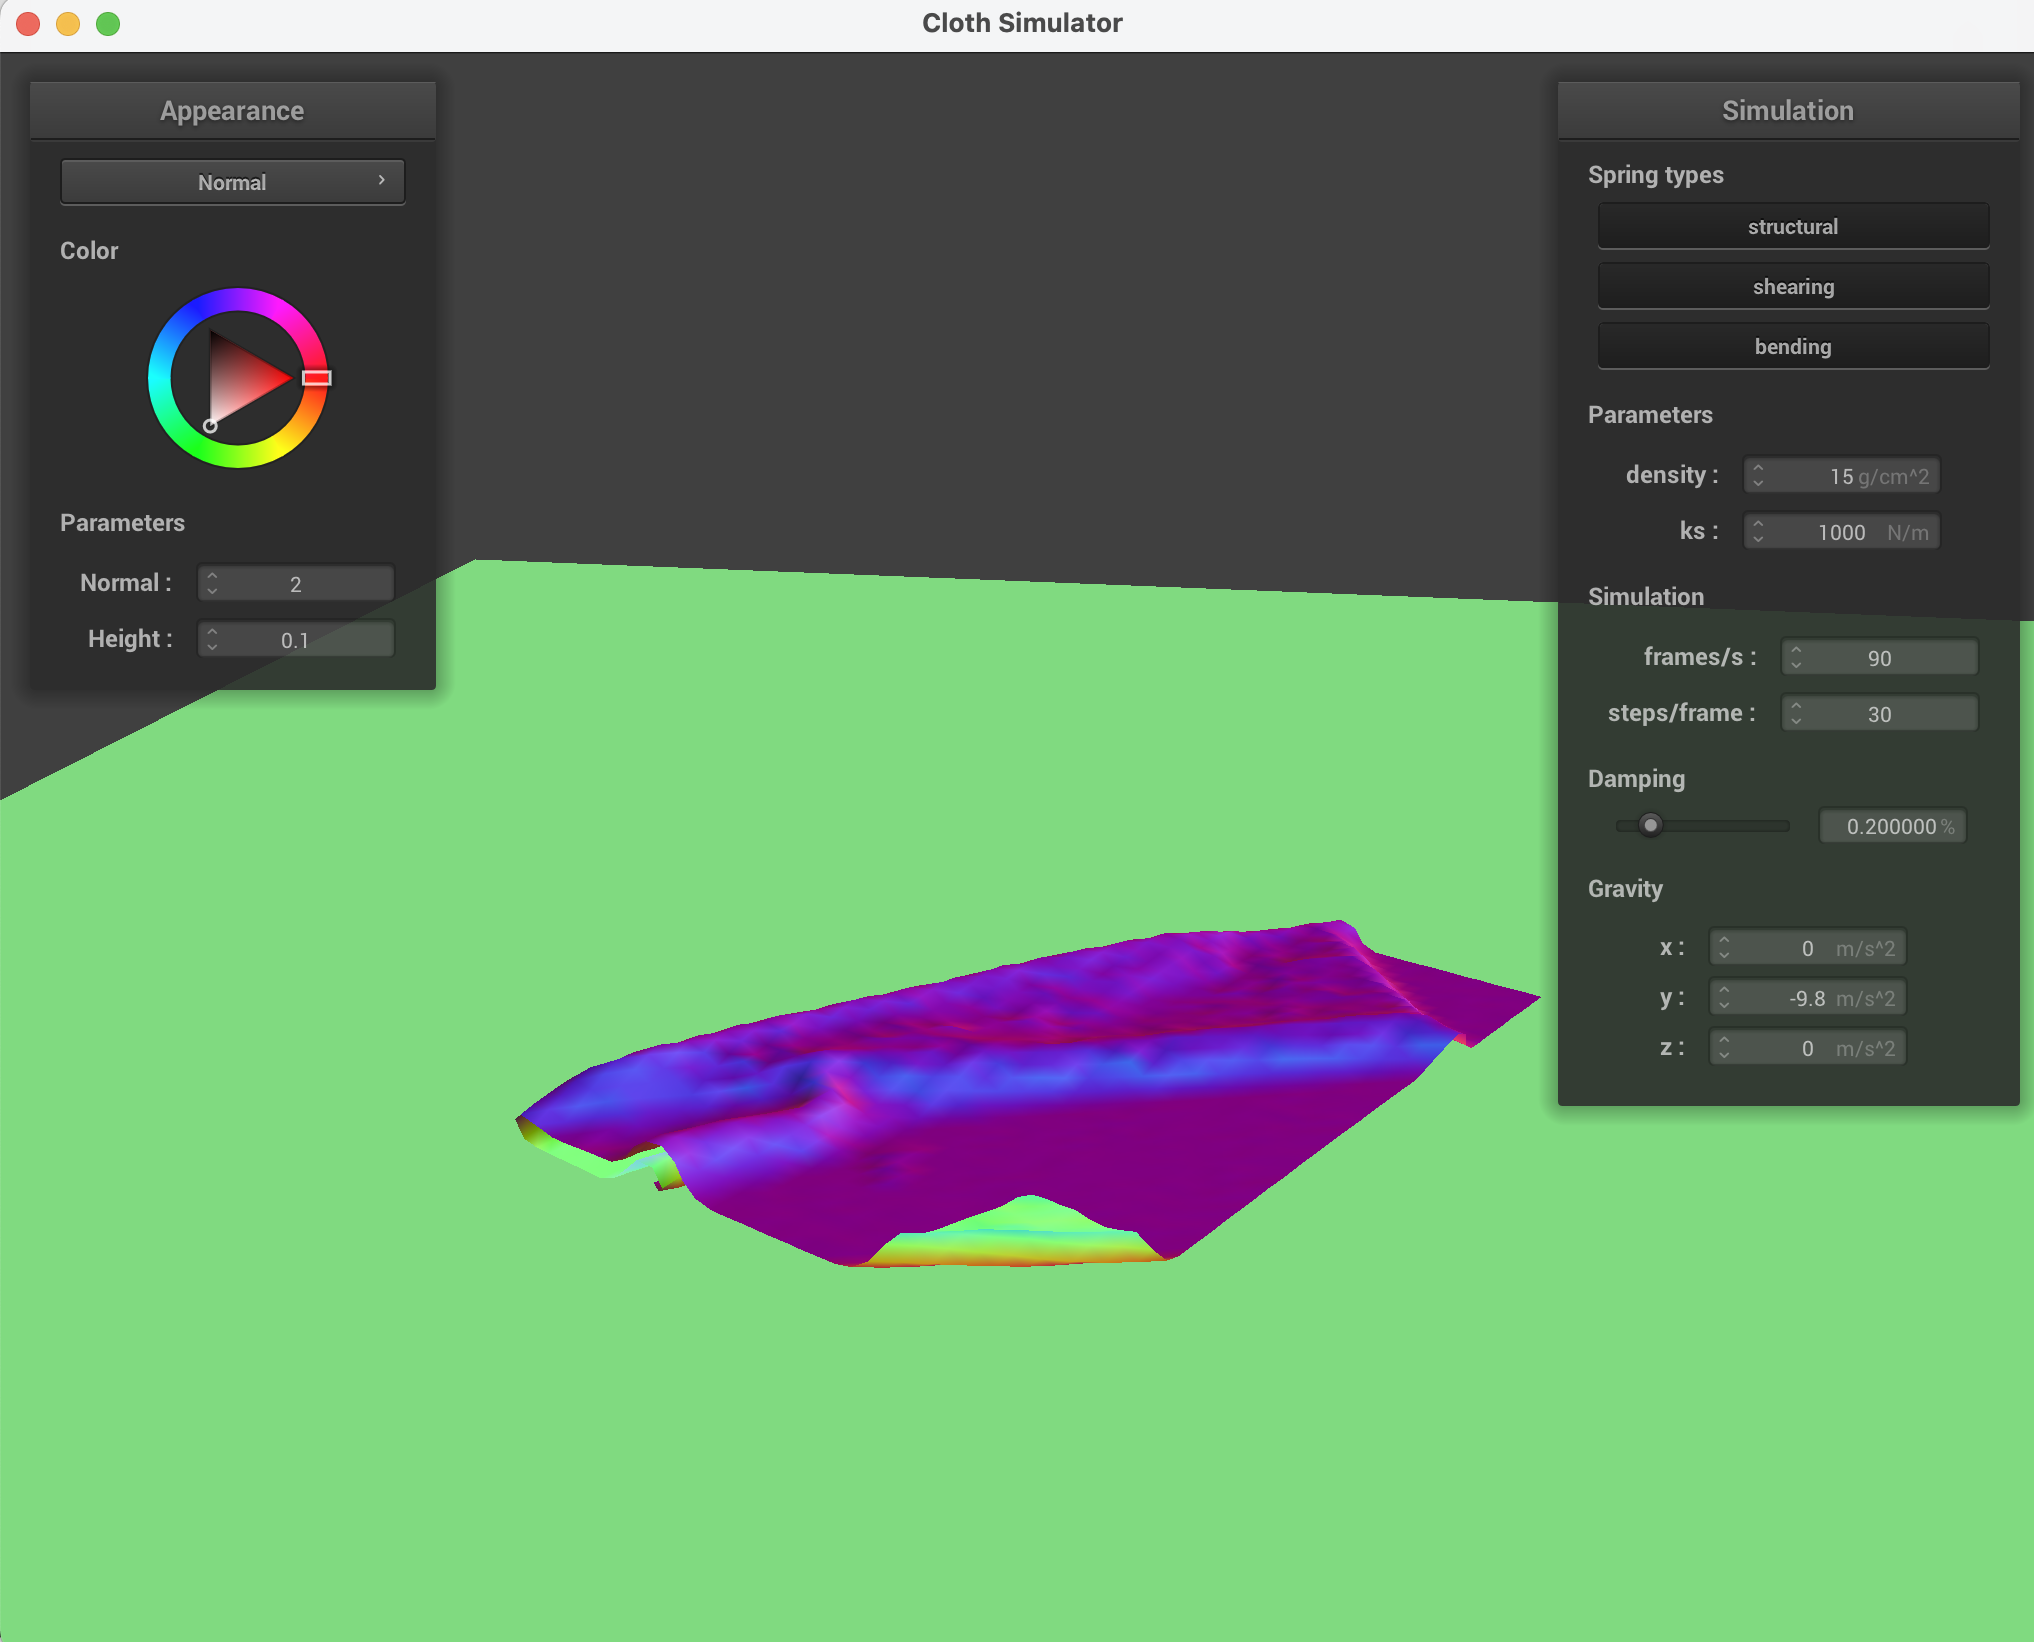 Cloth Simulator
Appearance
Normal
Color
Parameters
Normal : 2
Height : 0.1
Simulation
Spring types
structural
shearing
bending
Parameters
density : 15 g/cm^2
ks : 1000 N/m
Simulation
frames/s : 90
steps/frame : 30
Damping
0.200000 %
Gravity
x : 0 m/s^2
y : -9.8 m/s^2
z : 0 m/s^2